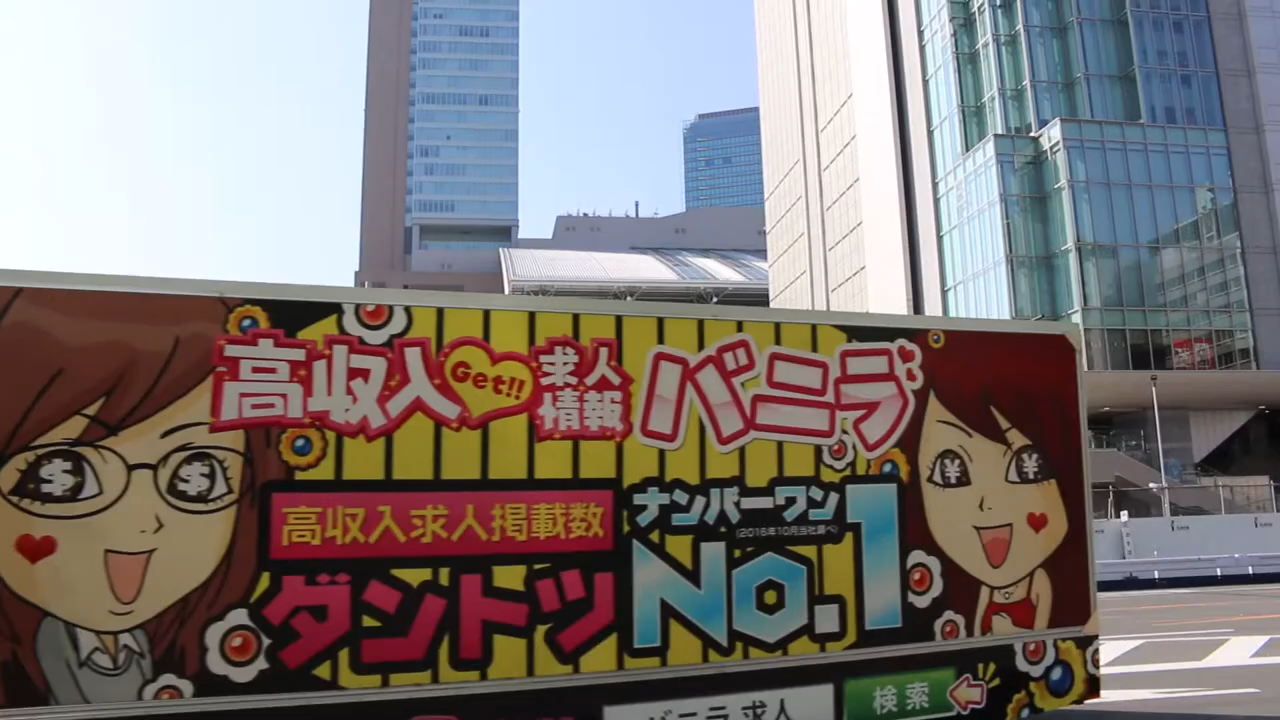 高収入 Get!! 求人情報 バニラ
高収入求人掲載数
ナンバーワン
(2016年10月当社調べ)
ダントツ No.1
バニラ 求人 検索